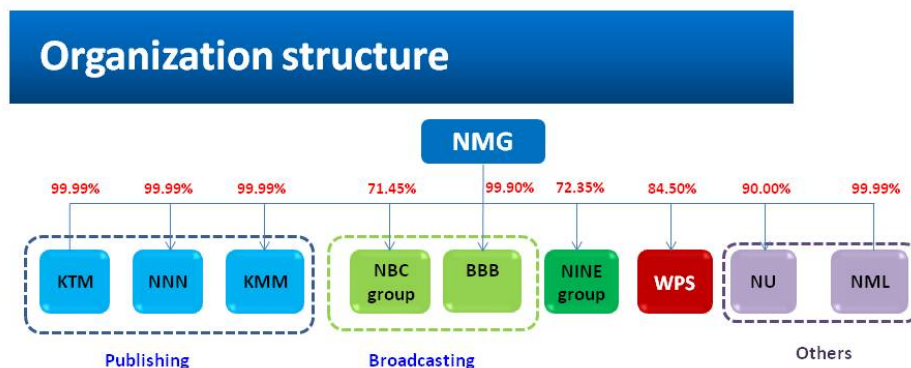 Organization structure
NMG
99.99% 99.99% 99.99% 71.45% 99.90% 72.35% 84.50% 90.00% 99.99%
KTM NNN KMM NBC group BBB NINE group WPS NU NML
Publishing Broadcasting Others